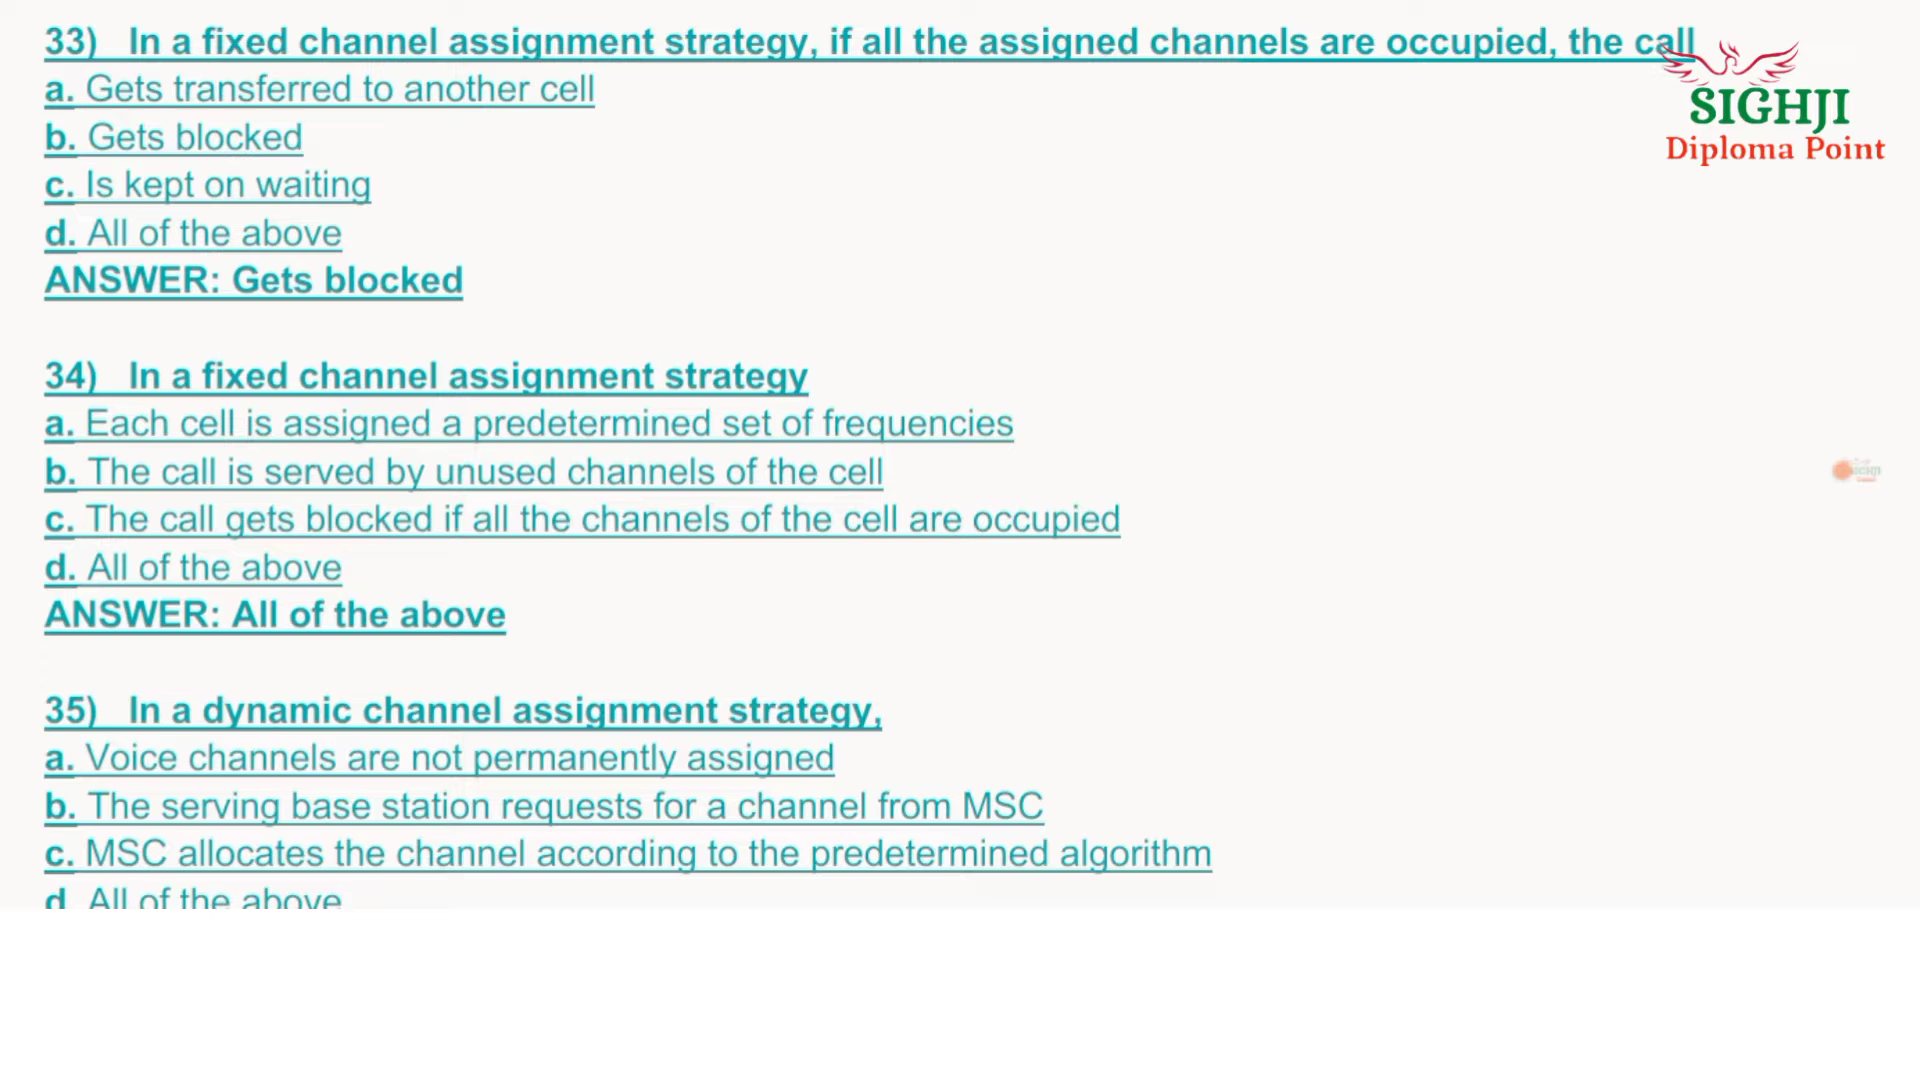 33) In a fixed channel assignment strategy, if all the assigned channels are occupied, the call
a. Gets transferred to another cell
b. Gets blocked
c. Is kept on waiting
d. All of the above
ANSWER: Gets blocked
34) In a fixed channel assignment strategy
a. Each cell is assigned a predetermined set of frequencies
b. The call is served by unused channels of the cell
c. The call gets blocked if all the channels of the cell are occupied
d. All of the above
ANSWER: All of the above
35) In a dynamic channel assignment strategy,
a. Voice channels are not permanently assigned
b. The serving base station requests for a channel from MSC
c. MSC allocates the channel according to the predetermined algorithm
d. All of the above
SIGHJI
Diploma Point